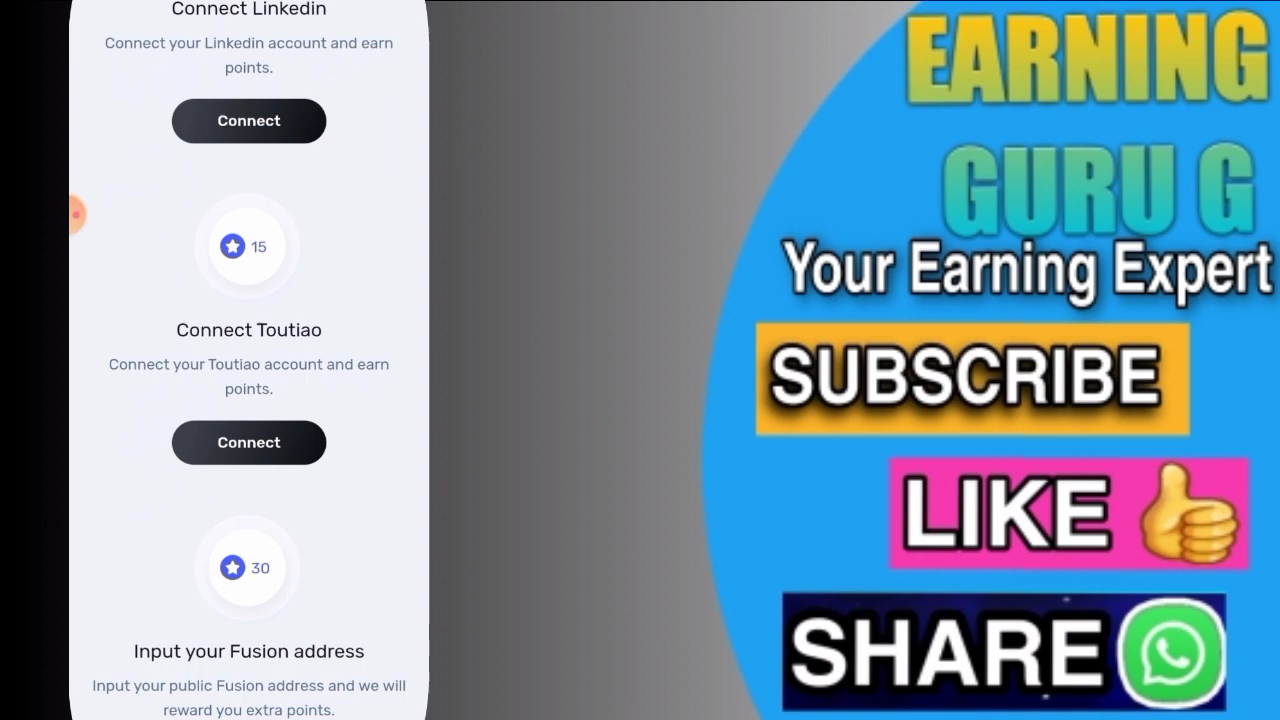 Connect Linkedin
Connect your Linkedin account and earn
points.
Connect
15
Connect Toutiao
Connect your Toutiao account and earn
points.
Connect
30
Input your Fusion address
Input your public Fusion address and we will
reward you extra points.
EARNING
GURU G
Your Earning Expert
SUBSCRIBE
LIKE
SHARE